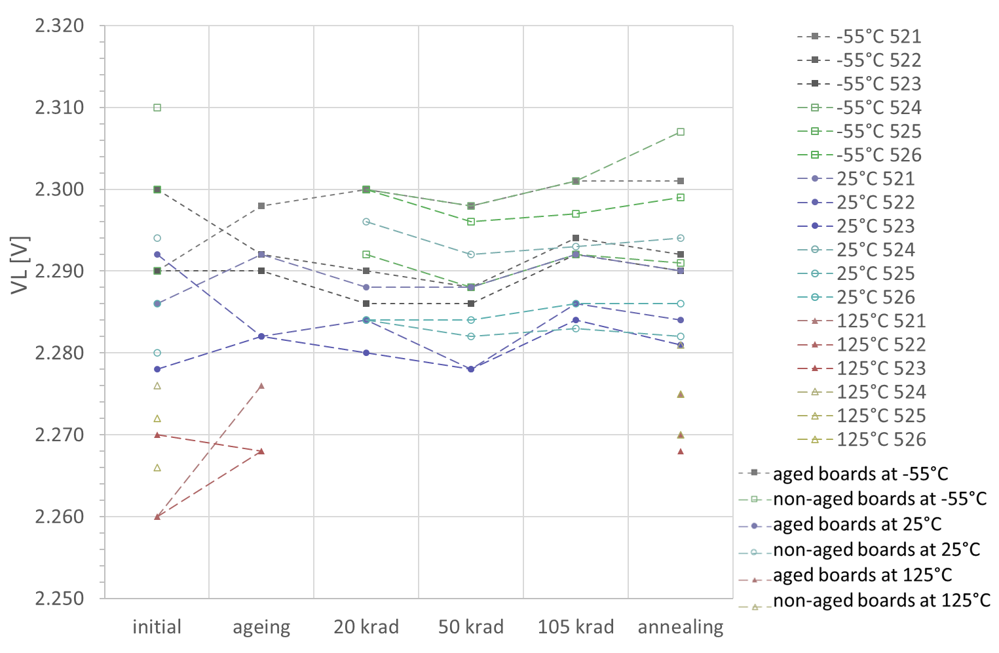 2.320
2.310
2.300
2.290
2.280
2.270
2.260
2.250
VL [V]
initial
ageing
20 krad
50 krad
105 krad
annealing
-55°C 521
-55°C 522
-55°C 523
-55°C 524
-55°C 525
-55°C 526
25°C 521
25°C 522
25°C 523
25°C 524
25°C 525
25°C 526
125°C 521
125°C 522
125°C 523
125°C 524
125°C 525
125°C 526
aged boards at -55°C
non-aged boards at -55°C
aged boards at 25°C
non-aged boards at 25°C
aged boards at 125°C
non-aged boards at 125°C